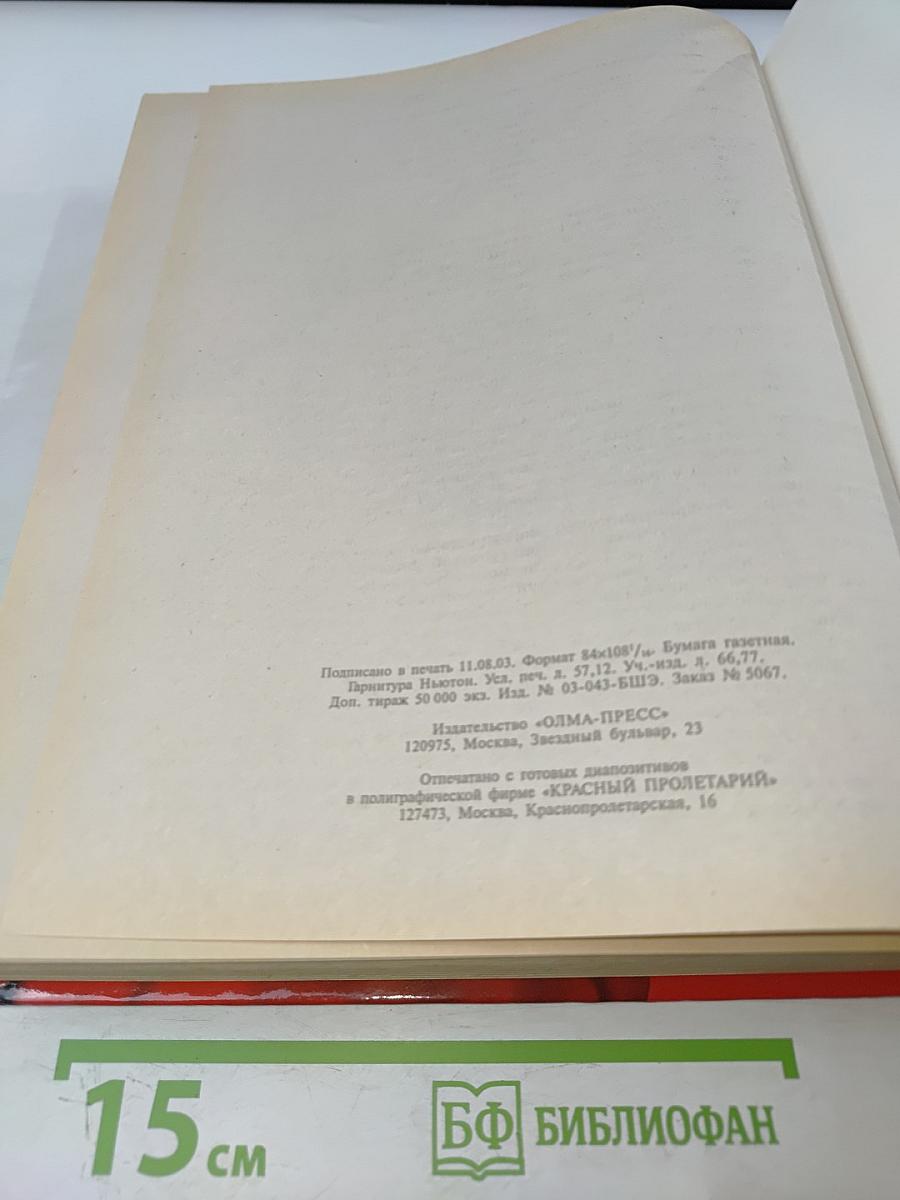 Подписано в печать 11.08.03. Формат 84×108¹/₁₆. Бумага газетная.
Гарнитура Ньютон. Усл. печ. л. 57,12. Уч.-изд. л. 66,77.
Доп. тираж 50 000 экз. Изд. № 03-043-БШЭ. Заказ № 5067.
Издательство «ОЛМА-ПРЕСС»
120975, Москва, Звездный бульвар, 23
Отпечатано с готовых диапозитивов
в полиграфической фирме «КРАСНЫЙ ПРОЛЕТАРИЙ»
127473, Москва, Краснопролетарская, 16
15 см
БФ БИБЛИОФАН